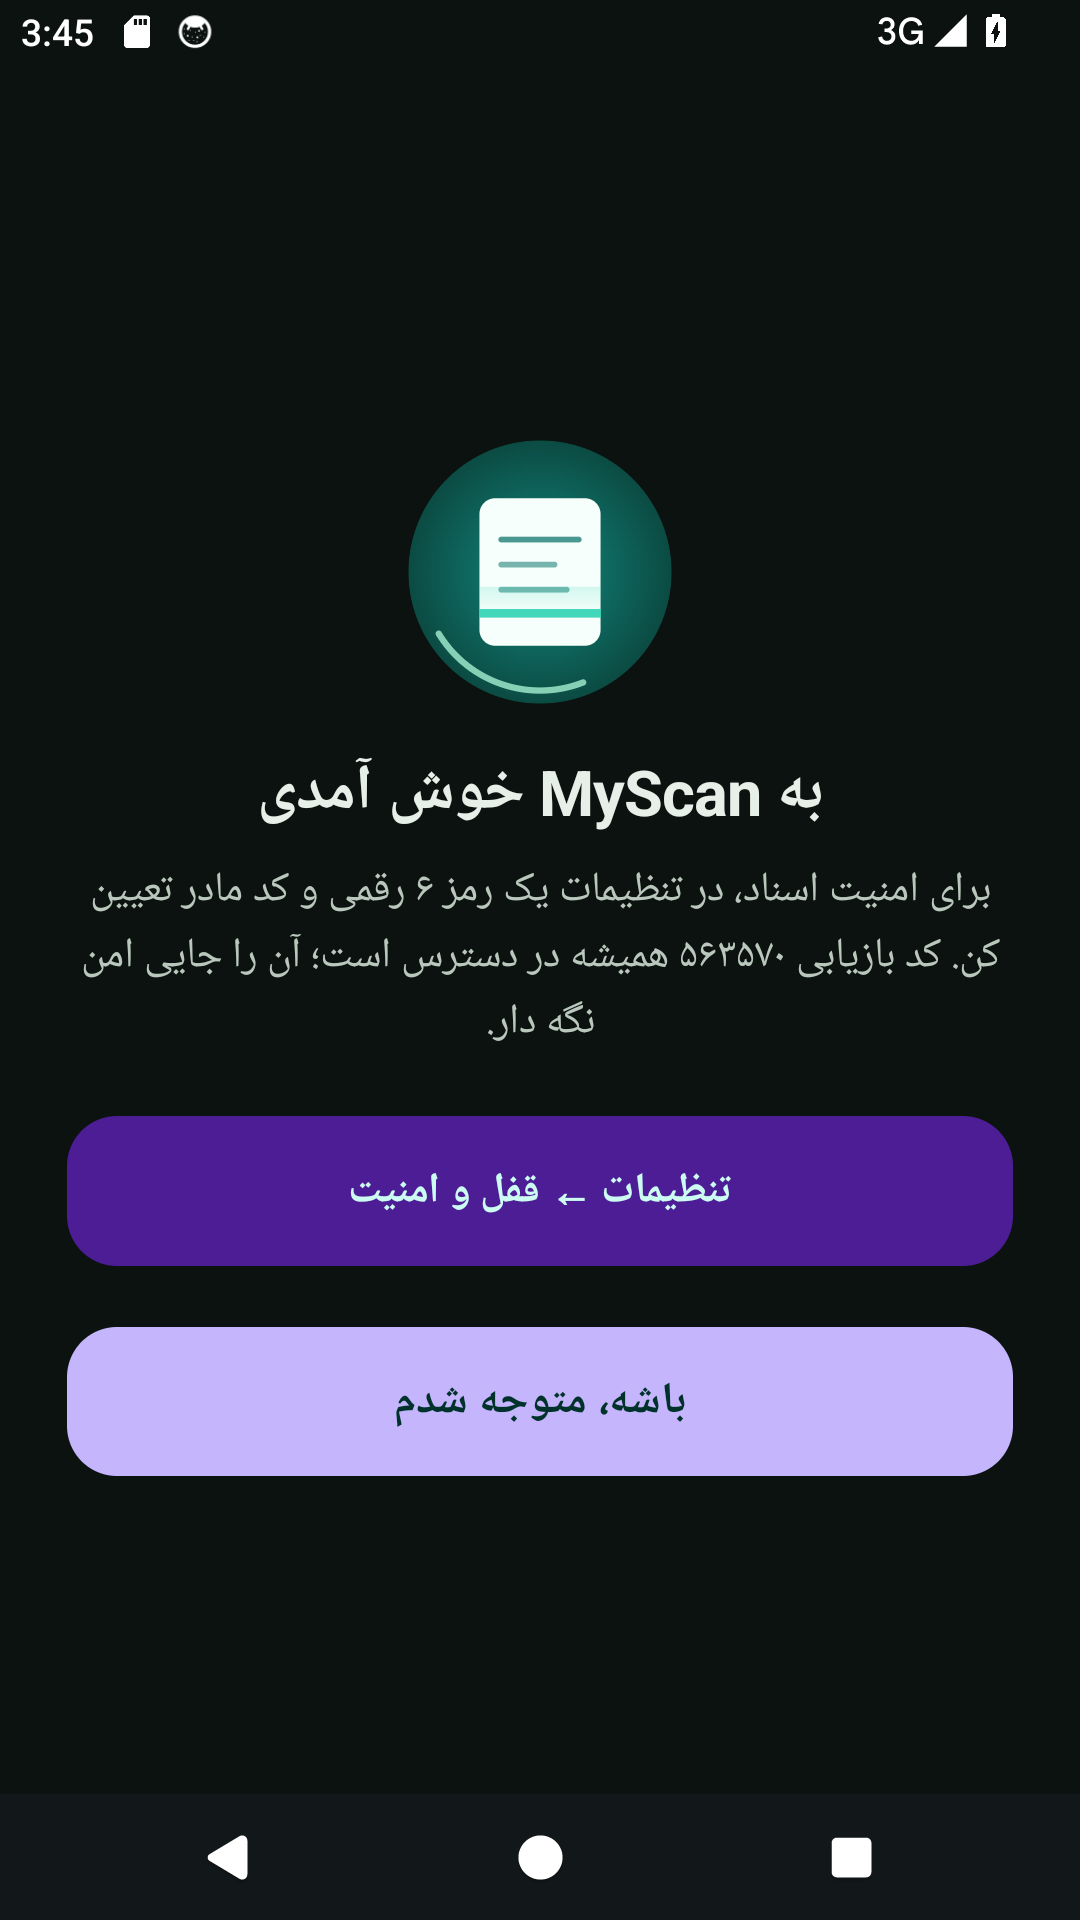 3:45
3G
به MyScan خوش آمدی
برای امنیت اسناد، در تنظیمات یک رمز ۶ رقمی و کد مادر تعیین
کن. کد بازیابی ۵۶۳۵۷۰ همیشه در دسترس است؛ آن را جایی امن
نگه دار.
تنظیمات ← قفل و امنیت
باشه، متوجه شدم